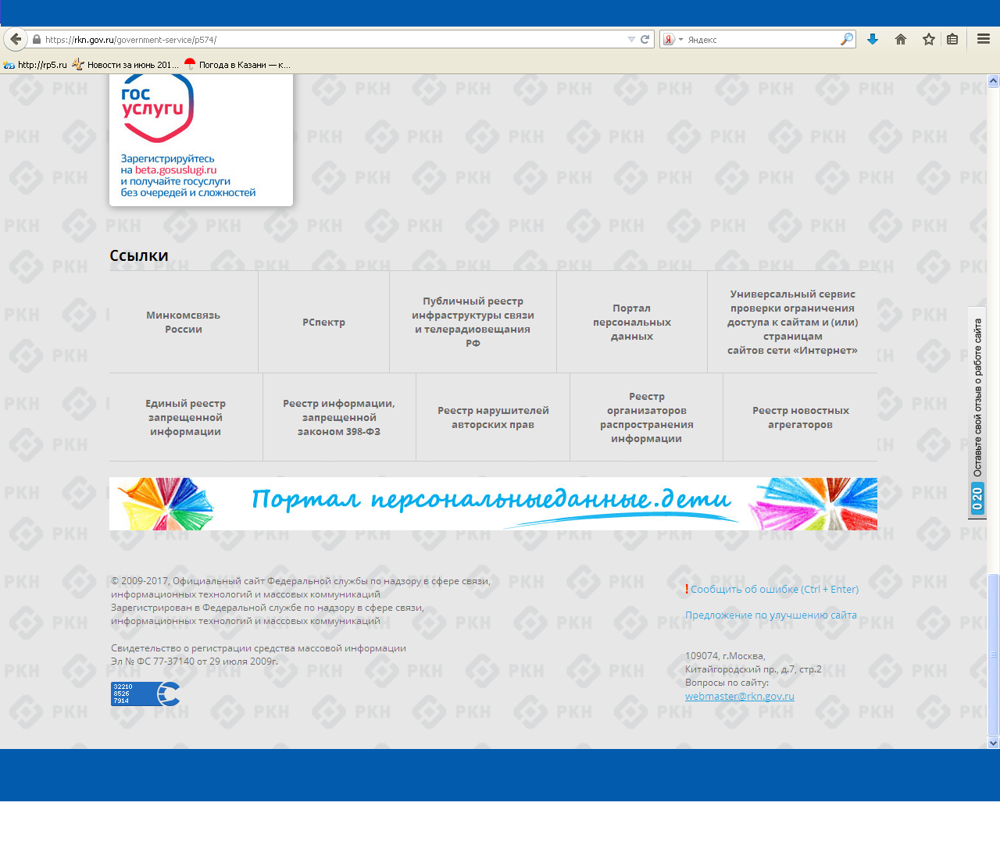 https://rkn.gov.ru/government-service/p574/
Яндекс
http://rp5.ru
Новости за июнь 201...
Погода в Казани — к...
гос
услуги
Зарегистрируйтесь
на beta.gosuslugi.ru
и получайте госуслуги
без очередей и сложностей
Ссылки
Минкомсвязь
России
РСпектр
Публичный реестр
инфраструктуры связи
и телерадиовещания
РФ
Портал
персональных
данных
Универсальный сервис
проверки ограничения
доступа к сайтам и (или)
страницам
сайтов сети «Интернет»
Единый реестр
запрещенной
информации
Реестр информации,
запрещенной
законом 398-ФЗ
Реестр нарушителей
авторских прав
Реестр
организаторов
распространения
информации
Реестр новостных
агрегаторов
Оставьте свой отзыв о работе сайта
020
Портал персональныеданные.дети
© 2009-2017, Официальный сайт Федеральной службы по надзору в сфере связи,
информационных технологий и массовых коммуникаций
Зарегистрирован в Федеральной службе по надзору в сфере связи,
информационных технологий и массовых коммуникаций
Свидетельство о регистрации средства массовой информации
Эл № ФС 77-37140 от 29 июля 2009г.
32210
8526
7914
! Сообщить об ошибке (Ctrl + Enter)
Предложение по улучшению сайта
109074, г.Москва,
Китайгородский пр., д.7, стр.2
Вопросы по сайту:
webmaster@rkn.gov.ru
РКН